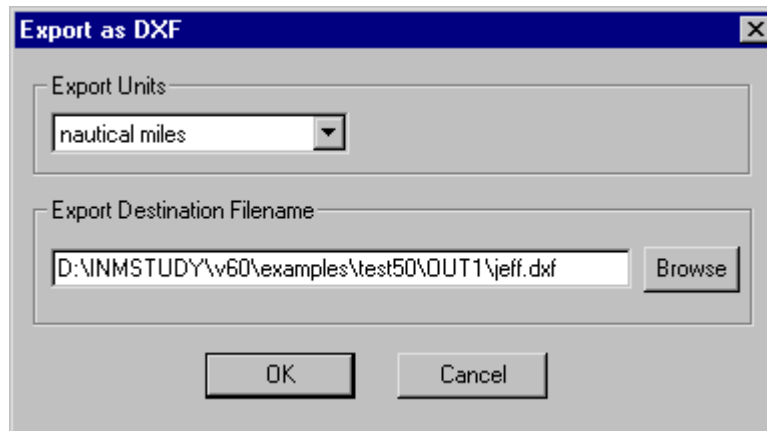 Export as DXF
Export Units
nautical miles
Export Destination Filename
D:\INMSTUDY\v60\examples\test50\OUT1\jeff.dxf
Browse
OK
Cancel